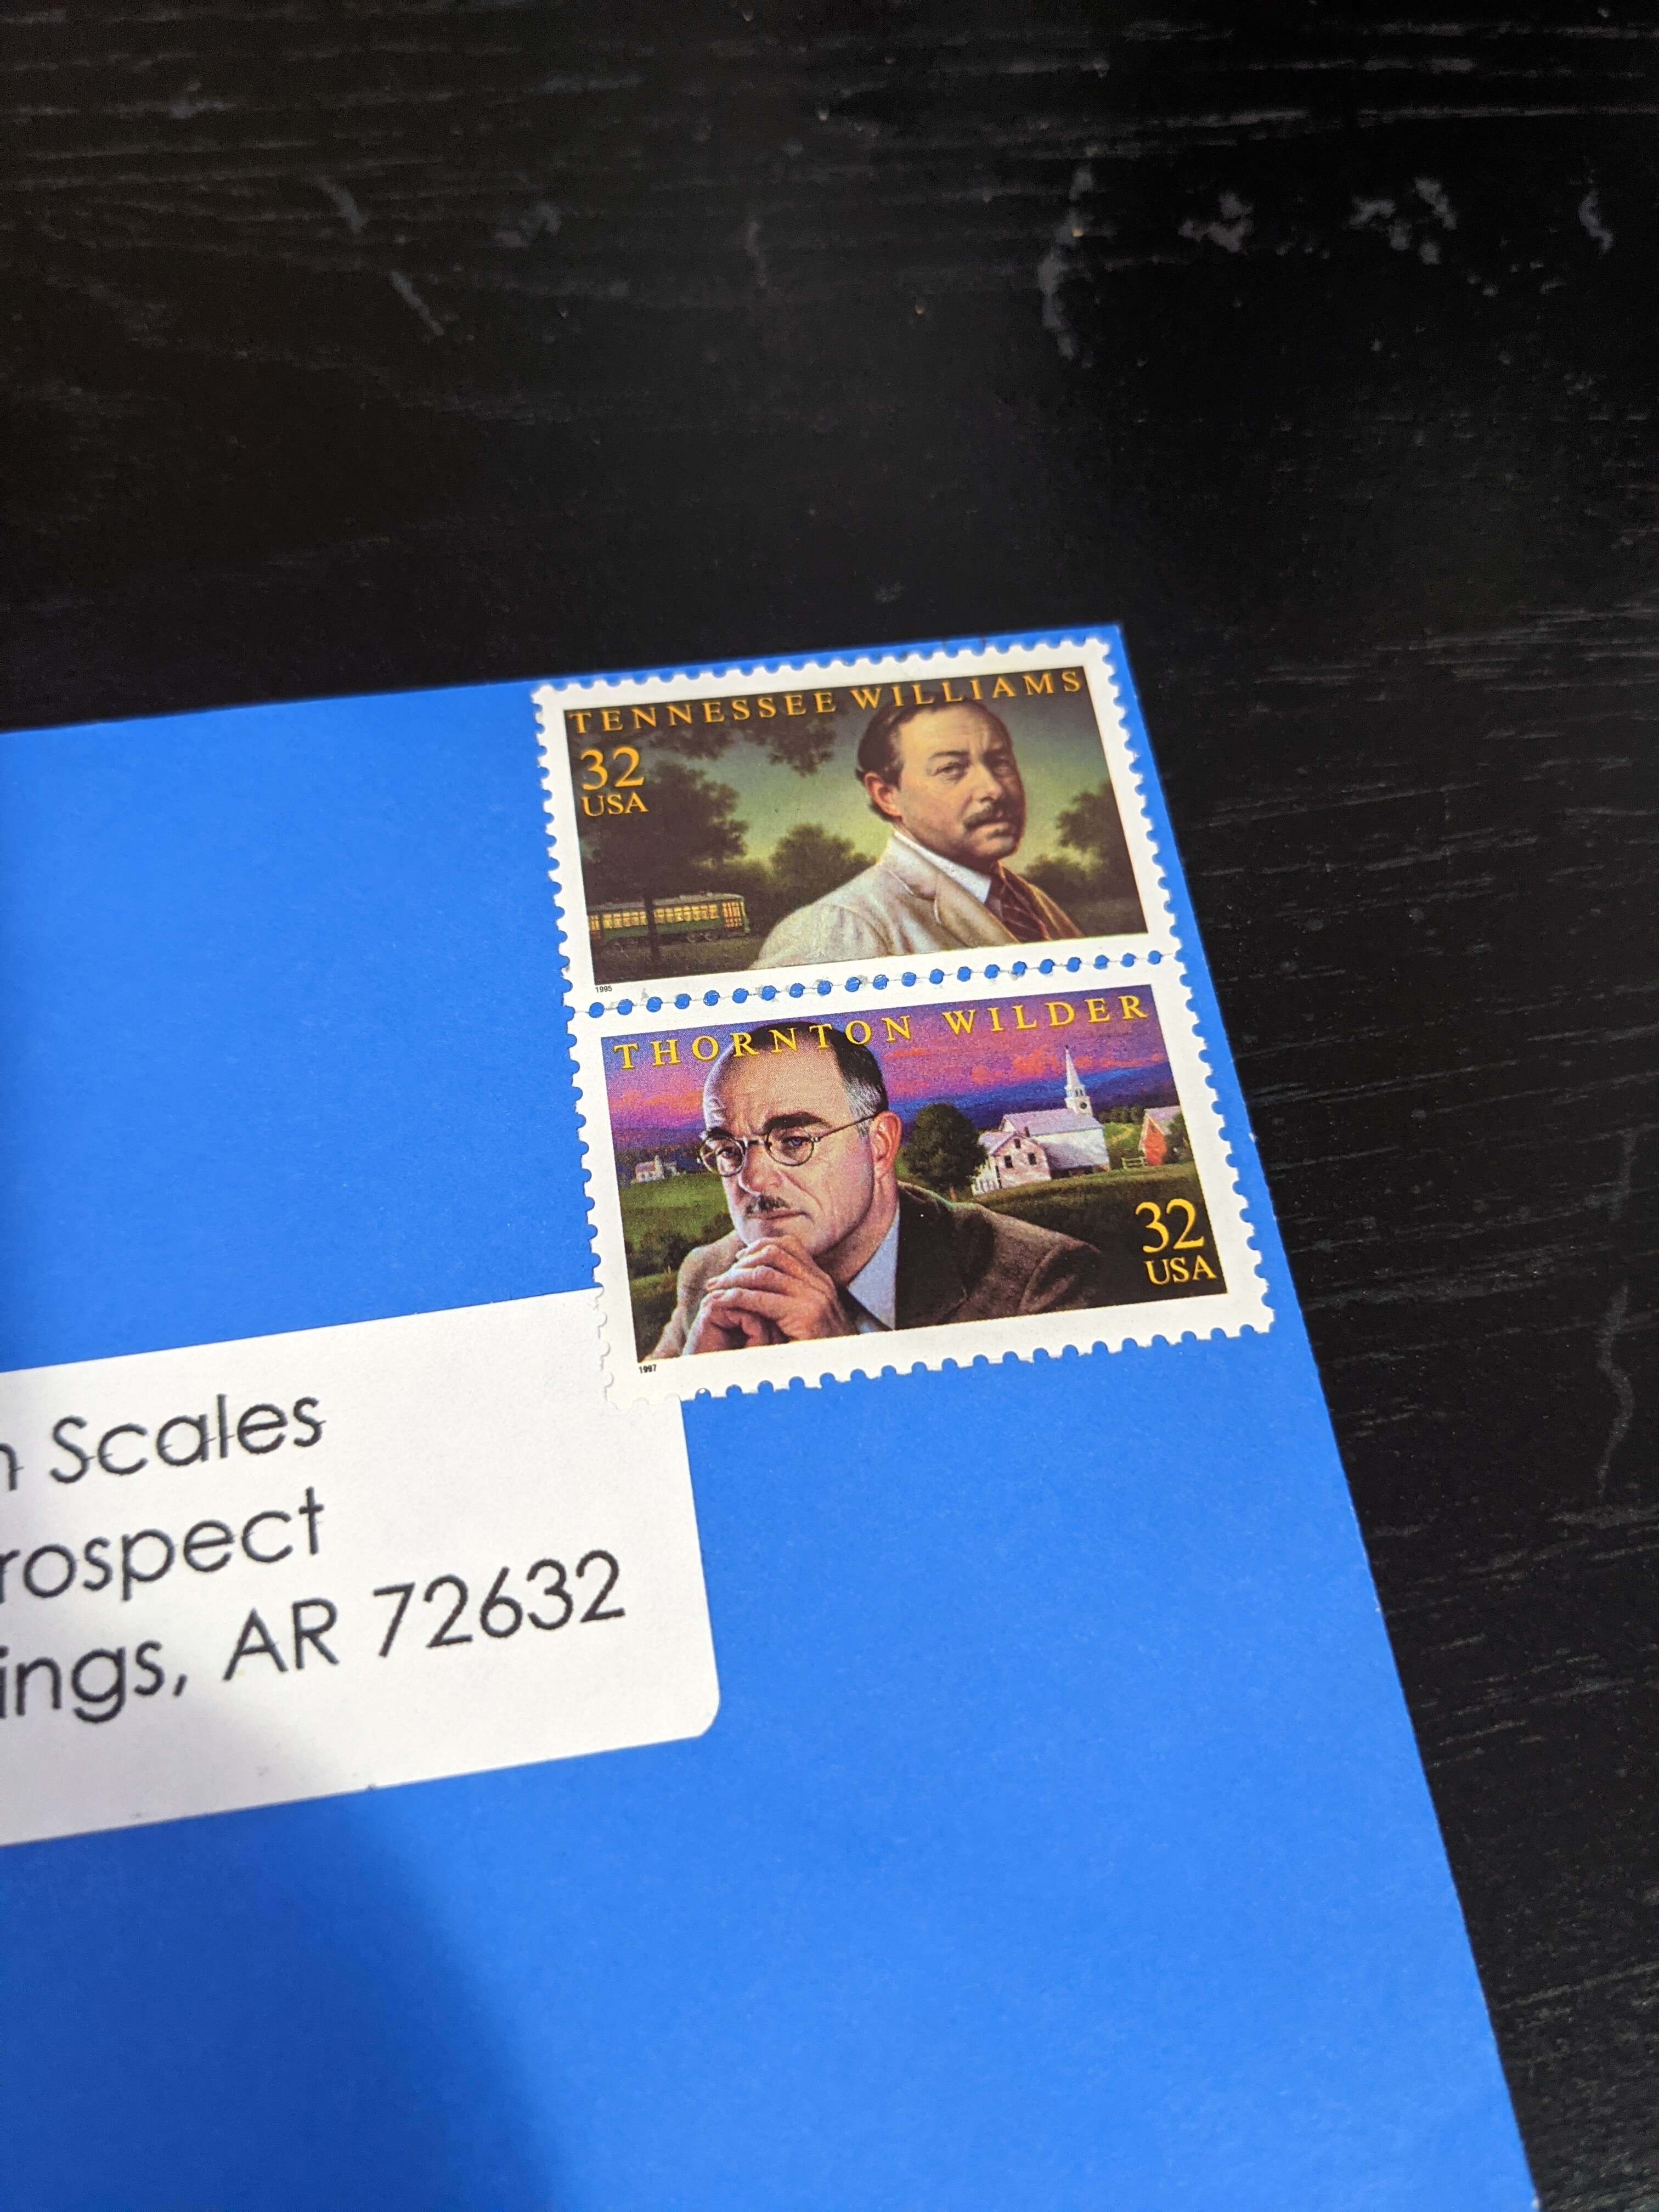 TENNESSEE WILLIAMS
32
USA
1995
THORNTON WILDER
32
USA
1997
n Scales
rospect
ings, AR 72632